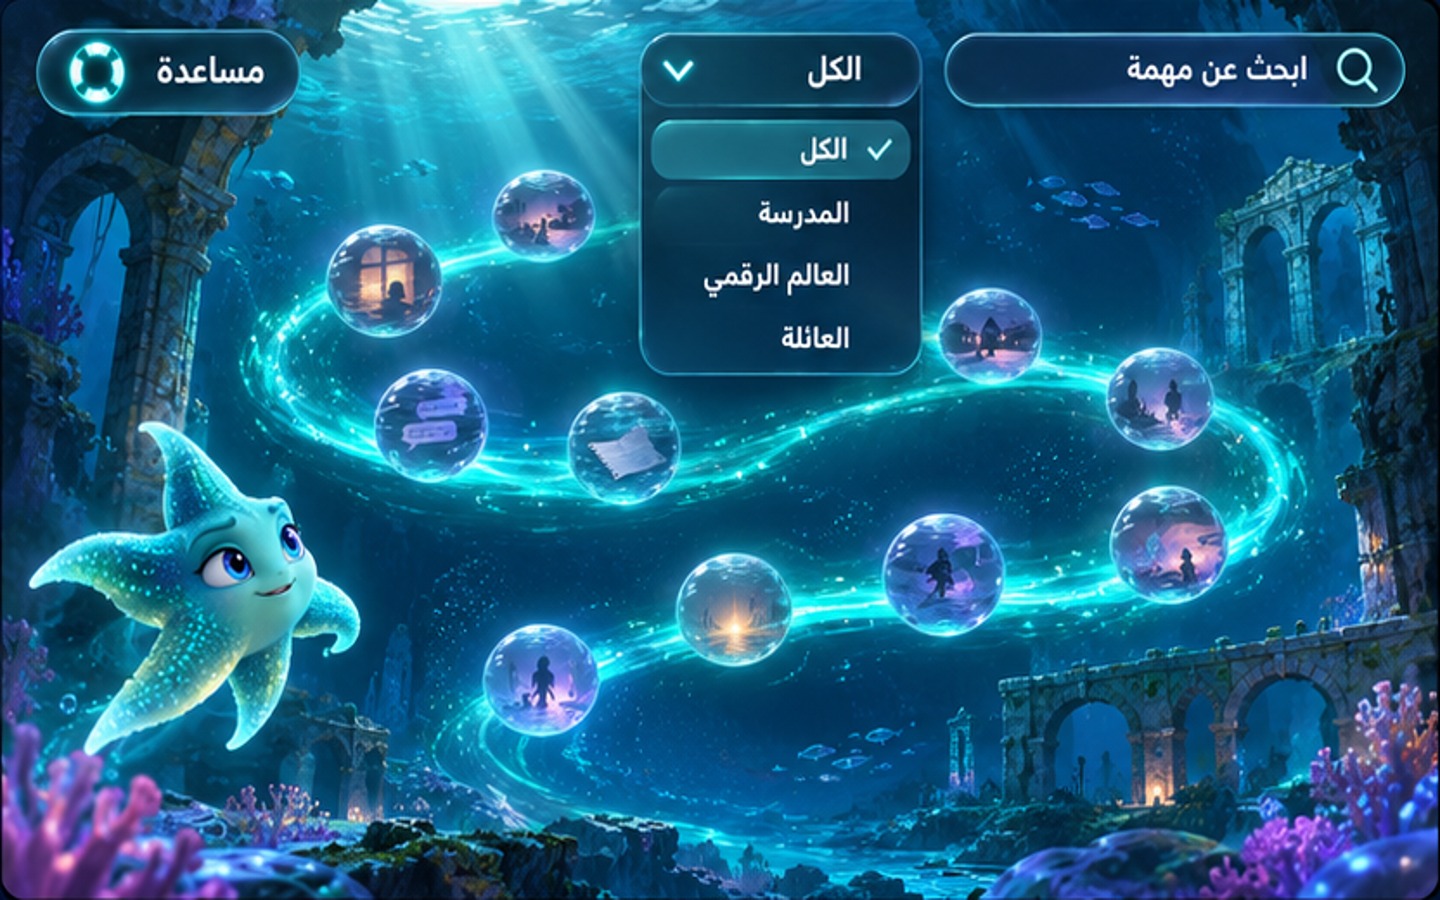 ابحث عن مهمة
الكل
مساعدة
الكل
المدرسة
العالم الرقمي
العائلة